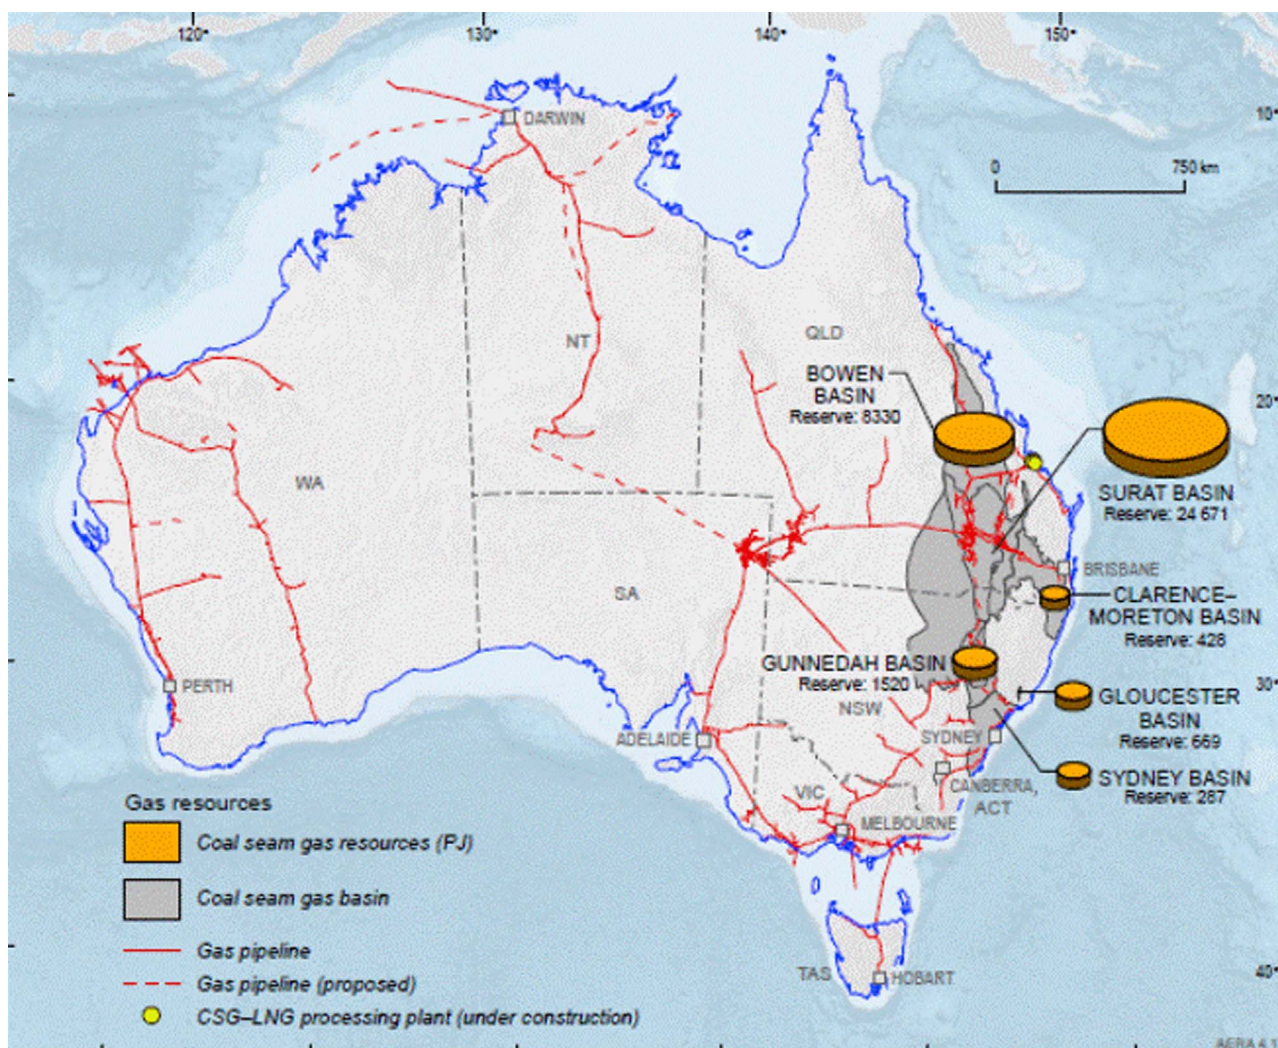 120°
130°
140°
150°
10°
DARWIN
0
750 km
NT
QLD
BOWEN
BASIN
Reserve: 8330
20°
WA
SURAT BASIN
Reserve: 24 671
BRISBANE
SA
CLARENCE–
MORETON BASIN
Reserve: 428
GUNNEDAH BASIN
Reserve: 1520
NSW
30°
PERTH
GLOUCESTER
BASIN
Reserve: 669
ADELAIDE
SYDNEY
SYDNEY BASIN
Reserve: 287
CANBERRA,
ACT
VIC
MELBOURNE
Gas resources
Coal seam gas resources (PJ)
Coal seam gas basin
Gas pipeline
Gas pipeline (proposed)
CSG–LNG processing plant (under construction)
TAS
HOBART
40°